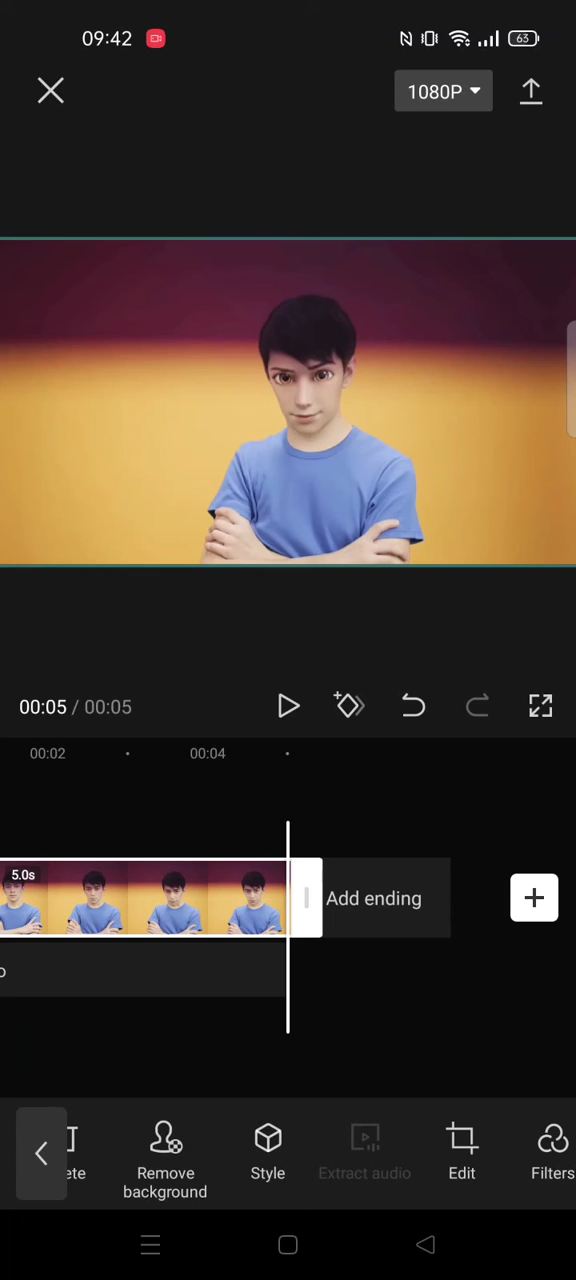 09:42
63
1080P
00:05 / 00:05
00:02
00:04
5.0s
Add ending
o
ete
Remove
background
Style
Extract audio
Edit
Filters